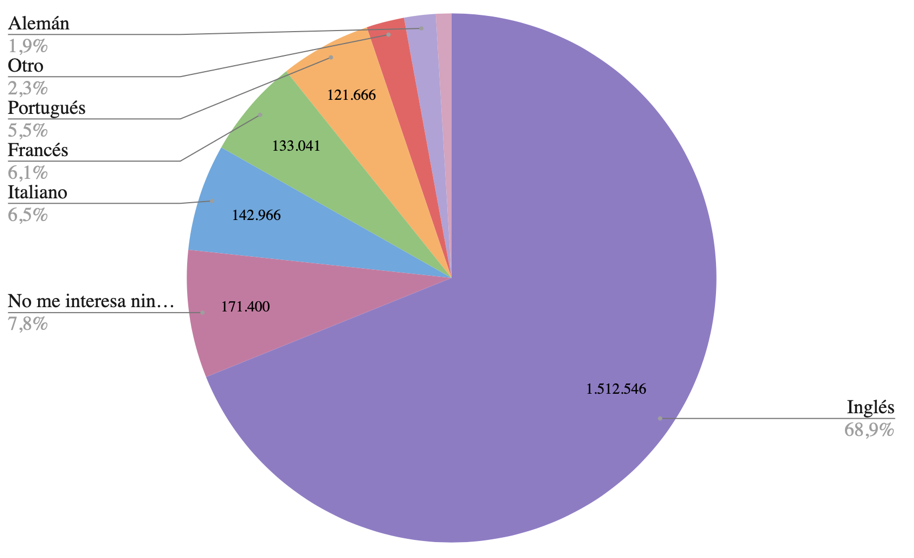 Alemán
1,9%
Otro
2,3%
Portugués
5,5%
Francés
6,1%
Italiano
6,5%
No me interesa nin…
7,8%
121.666
133.041
142.966
171.400
1.512.546
Inglés
68,9%